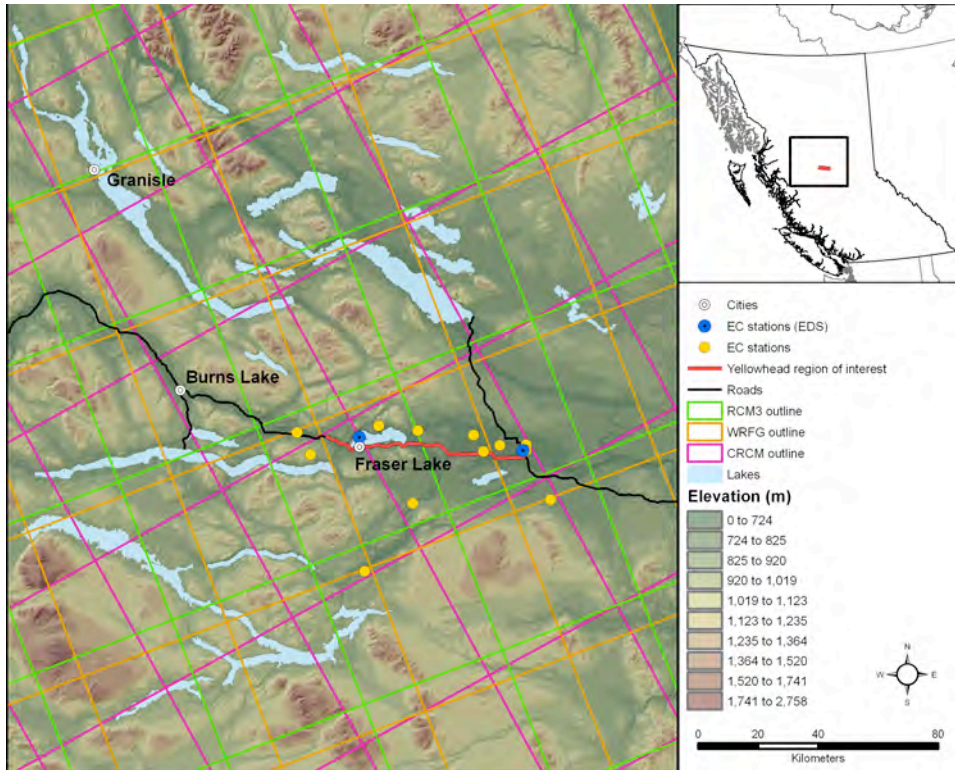 Granisle
Burns Lake
Fraser Lake
Cities
EC stations (EDS)
EC stations
Yellowhead region of interest
Roads
RCM3 outline
WRFG outline
CRCM outline
Lakes
Elevation (m)
0 to 724
724 to 825
825 to 920
920 to 1,019
1,019 to 1,123
1,123 to 1,235
1,235 to 1,364
1,364 to 1,520
1,520 to 1,741
1,741 to 2,758
N
W E
S
0 20 40 60 80
Kilometers